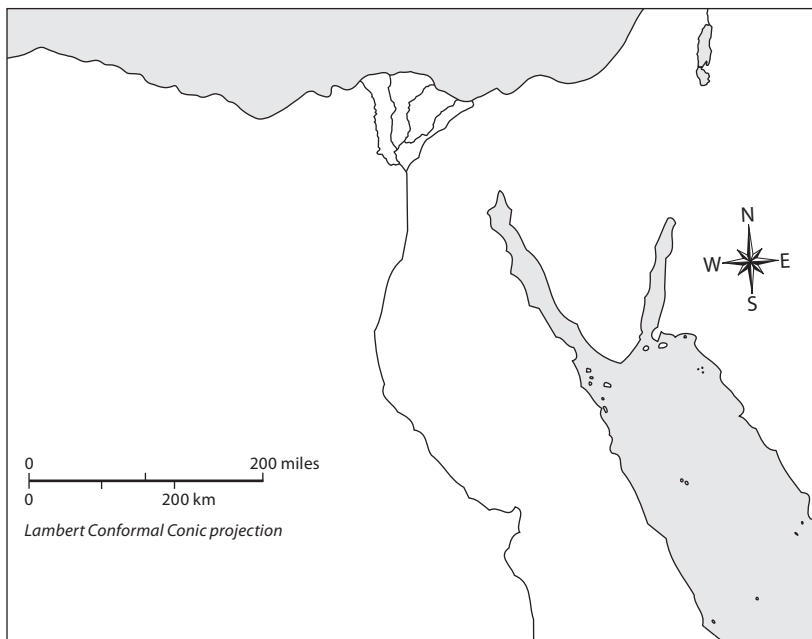 N
W E
S
0 200 miles
0 200 km
Lambert Conformal Conic projection